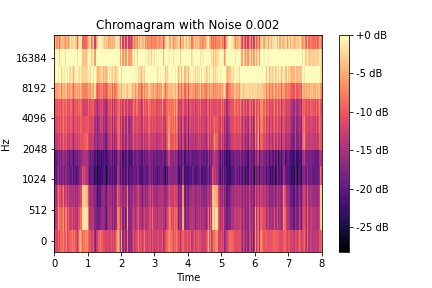 Chromagram with Noise 0.002
Hz
16384
8192
4096
2048
1024
512
0
0 1 2 3 4 5 6 7 8
Time
+0 dB
-5 dB
-10 dB
-15 dB
-20 dB
-25 dB